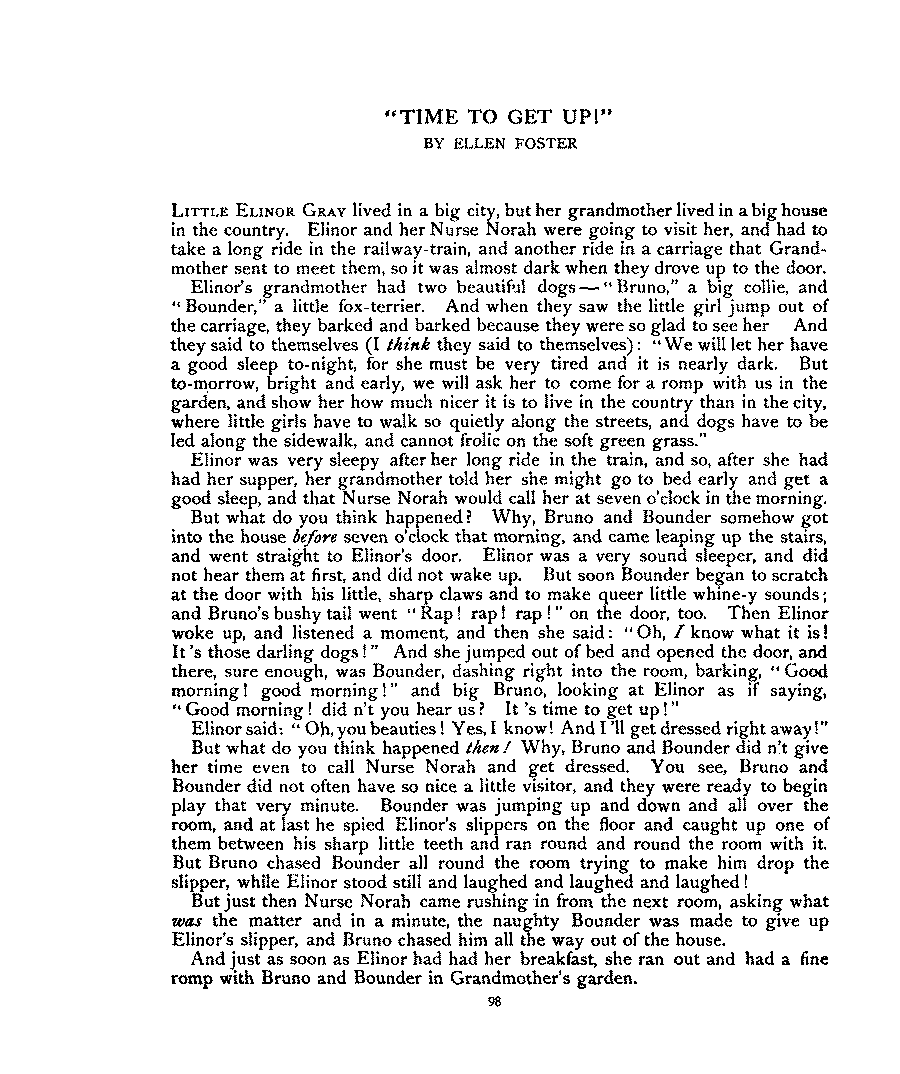 "TIME TO GET UP!"
BY ELLEN FOSTER
LITTLE ELINOR GRAY lived in a big city, but her grandmother lived in a big house
in the country. Elinor and her Nurse Norah were going to visit her, and had to
take a long ride in the railway-train, and another ride in a carriage that Grand-
mother sent to meet them, so it was almost dark when they drove up to the door.
Elinor's grandmother had two beautiful dogs—"Bruno," a big collie, and
"Bounder," a little fox-terrier. And when they saw the little girl jump out of
the carriage, they barked and barked because they were so glad to see her And
they said to themselves (I think they said to themselves): "We will let her have
a good sleep to-night, for she must be very tired and it is nearly dark. But
to-morrow, bright and early, we will ask her to come for a romp with us in the
garden, and show her how much nicer it is to live in the country than in the city,
where little girls have to walk so quietly along the streets, and dogs have to be
led along the sidewalk, and cannot frolic on the soft green grass."
Elinor was very sleepy after her long ride in the train, and so, after she had
had her supper, her grandmother told her she might go to bed early and get a
good sleep, and that Nurse Norah would call her at seven o'clock in the morning.
But what do you think happened? Why, Bruno and Bounder somehow got
into the house before seven o'clock that morning, and came leaping up the stairs,
and went straight to Elinor's door. Elinor was a very sound sleeper, and did
not hear them at first, and did not wake up. But soon Bounder began to scratch
at the door with his little, sharp claws and to make queer little whine-y sounds;
and Bruno's bushy tail went "Rap! rap! rap!" on the door, too. Then Elinor
woke up, and listened a moment, and then she said: "Oh, I know what it is!
It 's those darling dogs!" And she jumped out of bed and opened the door, and
there, sure enough, was Bounder, dashing right into the room, barking, "Good
morning! good morning!" and big Bruno, looking at Elinor as if saying,
"Good morning! did n't you hear us? It 's time to get up!"
Elinor said: "Oh, you beauties! Yes, I know! And I 'll get dressed right away!"
But what do you think happened then! Why, Bruno and Bounder did n't give
her time even to call Nurse Norah and get dressed. You see, Bruno and
Bounder did not often have so nice a little visitor, and they were ready to begin
play that very minute. Bounder was jumping up and down and all over the
room, and at last he spied Elinor's slippers on the floor and caught up one of
them between his sharp little teeth and ran round and round the room with it.
But Bruno chased Bounder all round the room trying to make him drop the
slipper, while Elinor stood still and laughed and laughed and laughed!
But just then Nurse Norah came rushing in from the next room, asking what
was the matter and in a minute, the naughty Bounder was made to give up
Elinor's slipper, and Bruno chased him all the way out of the house.
And just as soon as Elinor had had her breakfast, she ran out and had a fine
romp with Bruno and Bounder in Grandmother's garden.
98